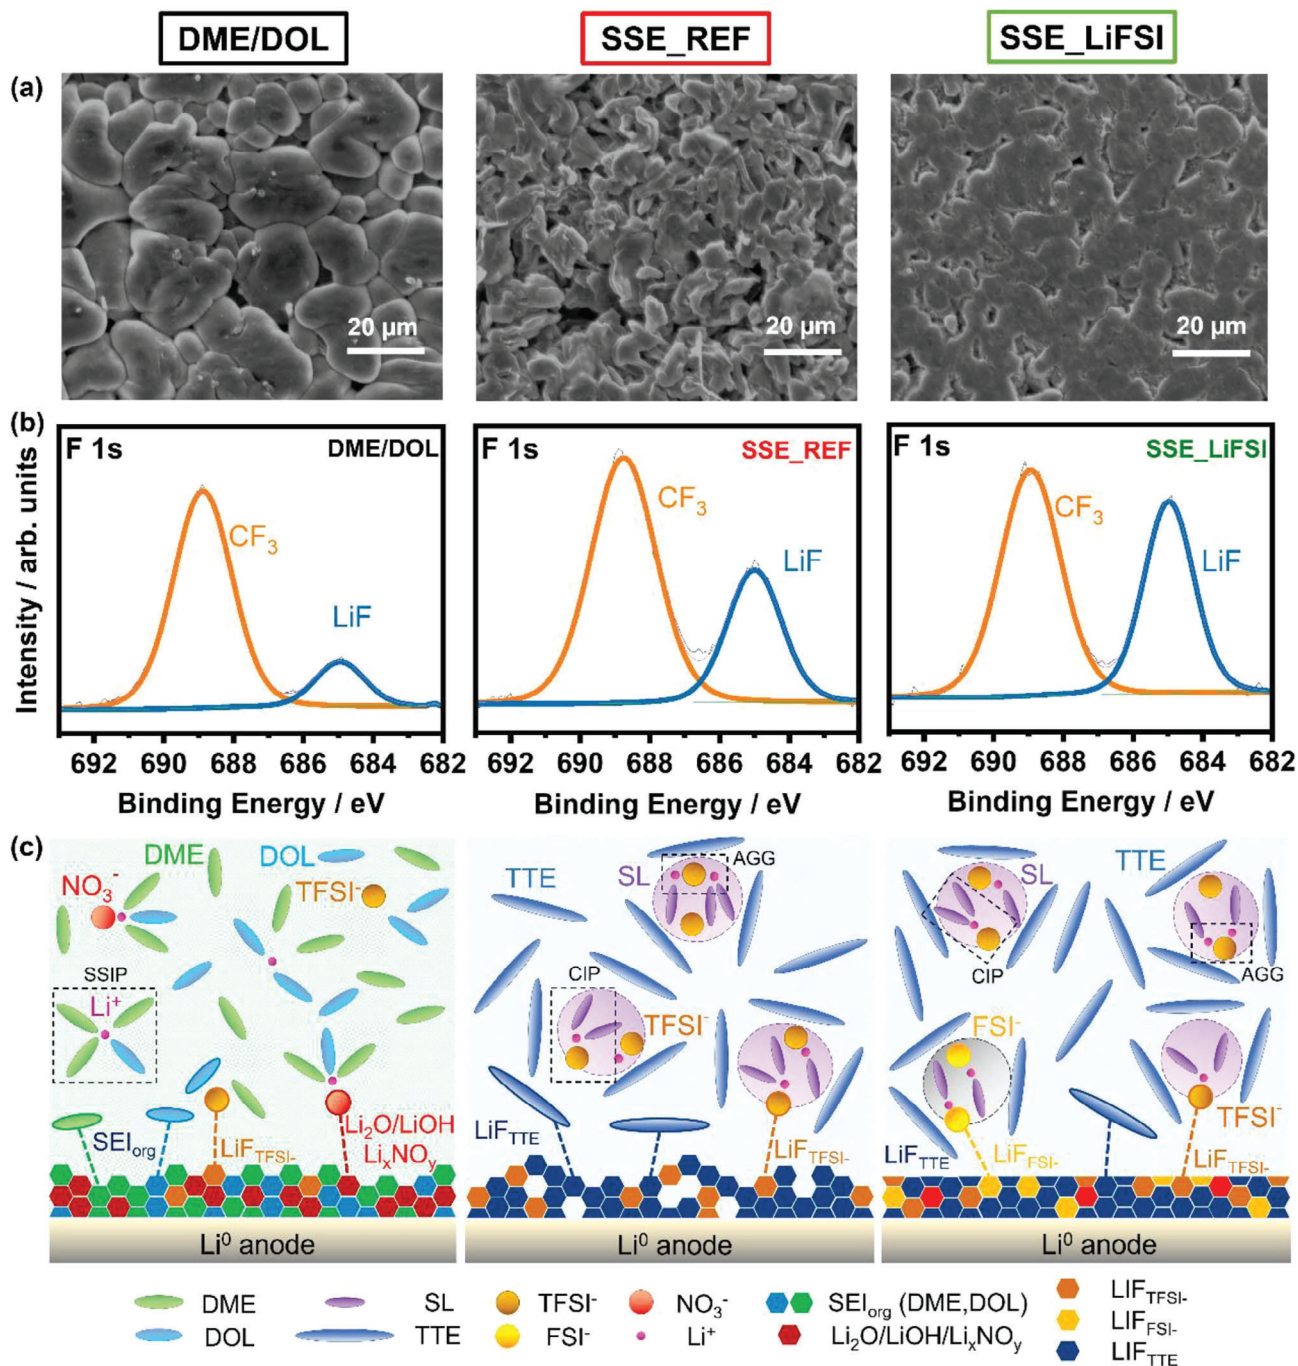 DME/DOL SSE_REF SSE_LiFSI
(a)
20 µm 20 µm 20 µm
(b)
F 1s DME/DOL F 1s SSE_REF F 1s SSE_LiFSI
CF3 CF3 CF3
LiF LiF LiF
Intensity / arb. units
692 690 688 686 684 682 692 690 688 686 684 682 692 690 688 686 684 682
Binding Energy / eV Binding Energy / eV Binding Energy / eV
(c)
DME DOL
NO3-
TFSI-
SSIP
Li+
SEIorg
LiFTFSI-
Li2O/LiOH
LixNOy
Li0 anode
TTE
SL
AGG
CIP
TFSI-
LiFTTE
LiFTFSI-
Li0 anode
SL
TTE
CIP
AGG
FSI-
TFSI-
LiFTTE
LiFFSI-
LiFTFSI-
Li0 anode
DME SL TFSI- NO3- SEIorg (DME,DOL) LIFTFSI-
DOL TTE FSI- Li+ Li2O/LiOH/LixNOy LIFFSI-
LIFTTE